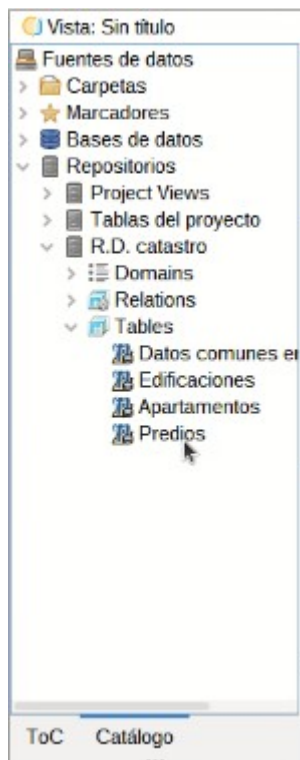 Vista: Sin título
Fuentes de datos
Carpetas
Marcadores
Bases de datos
Repositorios
Project Views
Tablas del proyecto
R.D. catastro
Domains
Relations
Tables
Datos comunes
Edificaciones
Apartamentos
Predios
ToC Catálogo